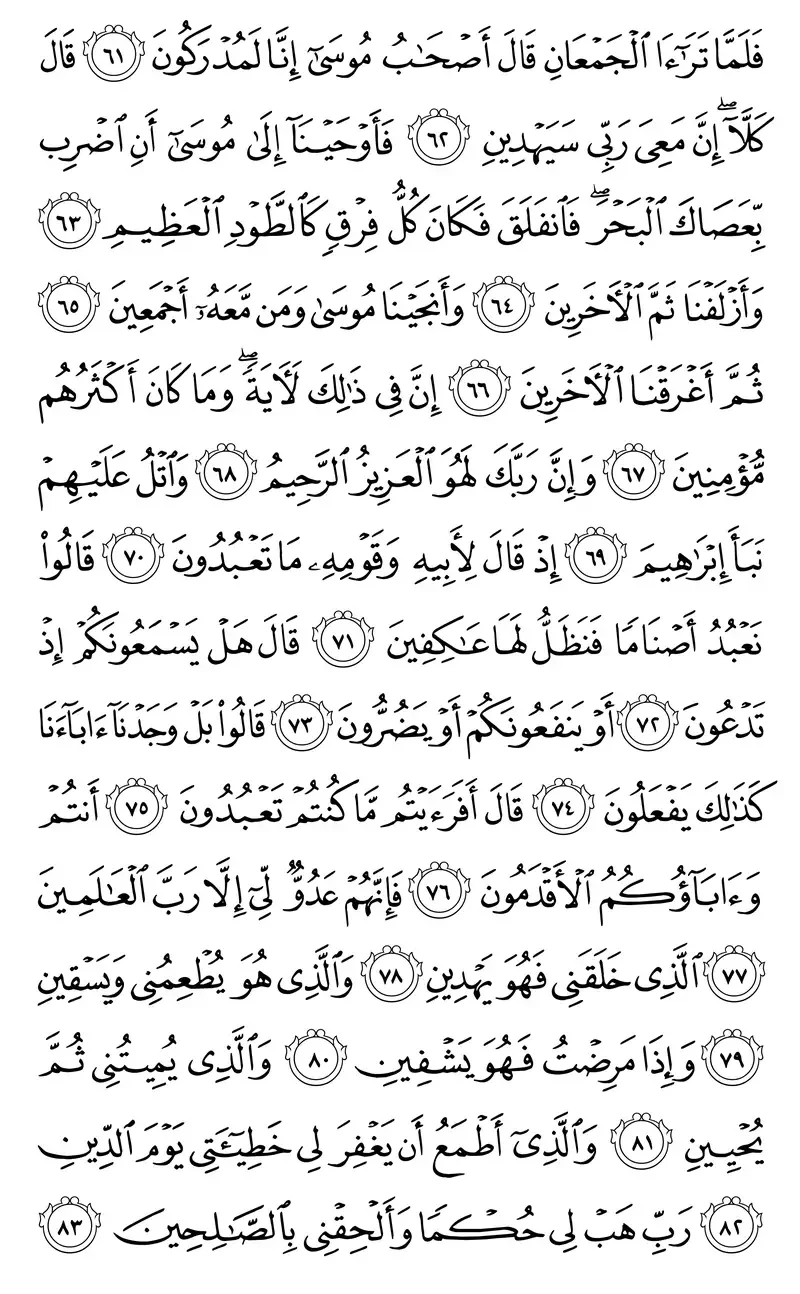 فَلَمَّا تَرَٰٓءَا ٱلۡجَمۡعَانِ قَالَ أَصۡحَٰبُ مُوسَىٰٓ إِنَّا لَمُدۡرَكُونَ ٦١ قَالَ
كَلَّآۖ إِنَّ مَعِيَ رَبِّي سَيَهۡدِينِ ٦٢ فَأَوۡحَيۡنَآ إِلَىٰ مُوسَىٰٓ أَنِ ٱضۡرِب
بِّعَصَاكَ ٱلۡبَحۡرَۖ فَٱنفَلَقَ فَكَانَ كُلُّ فِرۡقٖ كَٱلطَّوۡدِ ٱلۡعَظِيمِ ٦٣
وَأَزۡلَفۡنَا ثَمَّ ٱلۡأٓخَرِينَ ٦٤ وَأَنجَيۡنَا مُوسَىٰ وَمَن مَّعَهُۥٓ أَجۡمَعِينَ ٦٥
ثُمَّ أَغۡرَقۡنَا ٱلۡأٓخَرِينَ ٦٦ إِنَّ فِي ذَٰلِكَ لَأٓيَةٗۖ وَمَا كَانَ أَكۡثَرُهُم
مُّؤۡمِنِينَ ٦٧ وَإِنَّ رَبَّكَ لَهُوَ ٱلۡعَزِيزُ ٱلرَّحِيمُ ٦٨ وَٱتۡلُ عَلَيۡهِمۡ
نَبَأَ إِبۡرَٰهِيمَ ٦٩ إِذۡ قَالَ لِأَبِيهِ وَقَوۡمِهِۦ مَا تَعۡبُدُونَ ٧٠ قَالُواْ
نَعۡبُدُ أَصۡنَامٗا فَنَظَلُّ لَهَا عَٰكِفِينَ ٧١ قَالَ هَلۡ يَسۡمَعُونَكُمۡ إِذۡ
تَدۡعُونَ ٧٢ أَوۡ يَنفَعُونَكُمۡ أَوۡ يَضُرُّونَ ٧٣ قَالُواْ بَلۡ وَجَدۡنَآ ءَابَآءَنَا
كَذَٰلِكَ يَفۡعَلُونَ ٧٤ قَالَ أَفَرَءَيۡتُم مَّا كُنتُمۡ تَعۡبُدُونَ ٧٥ أَنتُمۡ
وَءَابَآؤُكُمُ ٱلۡأَقۡدَمُونَ ٧٦ فَإِنَّهُمۡ عَدُوّٞ لِّيٓ إِلَّا رَبَّ ٱلۡعَٰلَمِينَ
٧٧ ٱلَّذِي خَلَقَنِي فَهُوَ يَهۡدِينِ ٧٨ وَٱلَّذِي هُوَ يُطۡعِمُنِي وَيَسۡقِينِ
٧٩ وَإِذَا مَرِضۡتُ فَهُوَ يَشۡفِينِ ٨٠ وَٱلَّذِي يُمِيتُنِي ثُمَّ
يُحۡيِينِ ٨١ وَٱلَّذِيٓ أَطۡمَعُ أَن يَغۡفِرَ لِي خَطِيٓـَٔتِي يَوۡمَ ٱلدِّينِ
٨٢ رَبِّ هَبۡ لِي حُكۡمٗا وَأَلۡحِقۡنِي بِٱلصَّٰلِحِينَ ٨٣